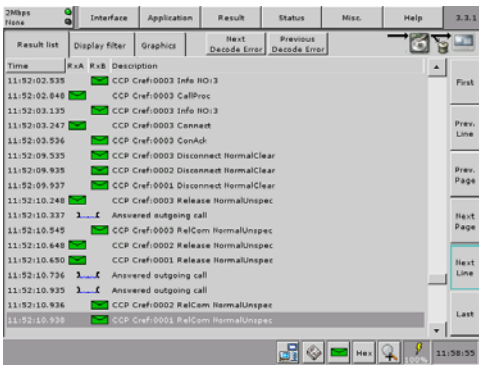 2Mbps
None
Interface
Application
Result
Status
Misc.
Help
3.3.1
Result list
Display filter
Graphics
Next
Decode Error
Previous
Decode Error
Time RxA RxB Description
11:52:02.535 CCP Cref:0003 Info NO:3
11:52:02.848 CCP Cref:0003 CallProc
11:52:03.135 CCP Cref:0003 Info NO:3
11:52:03.247 CCP Cref:0003 Connect
11:52:03.536 CCP Cref:0003 ConAck
11:52:09.535 CCP Cref:0003 Disconnect NormalClear
11:52:09.935 CCP Cref:0002 Disconnect NormalClear
11:52:09.937 CCP Cref:0001 Disconnect NormalClear
11:52:10.248 CCP Cref:0003 Release NormalUnspec
11:52:10.337 Answered outgoing call
11:52:10.545 CCP Cref:0003 RelCom NormalUnspec
11:52:10.648 CCP Cref:0002 Release NormalUnspec
11:52:10.650 CCP Cref:0001 Release NormalUnspec
11:52:10.736 Answered outgoing call
11:52:10.935 Answered outgoing call
11:52:10.936 CCP Cref:0002 RelCom NormalUnspec
11:52:10.938 CCP Cref:0001 RelCom NormalUnspec
First
Prev.
Line
Prev.
Page
Next
Page
Next
Line
Last
Hex
100%
11:58:55